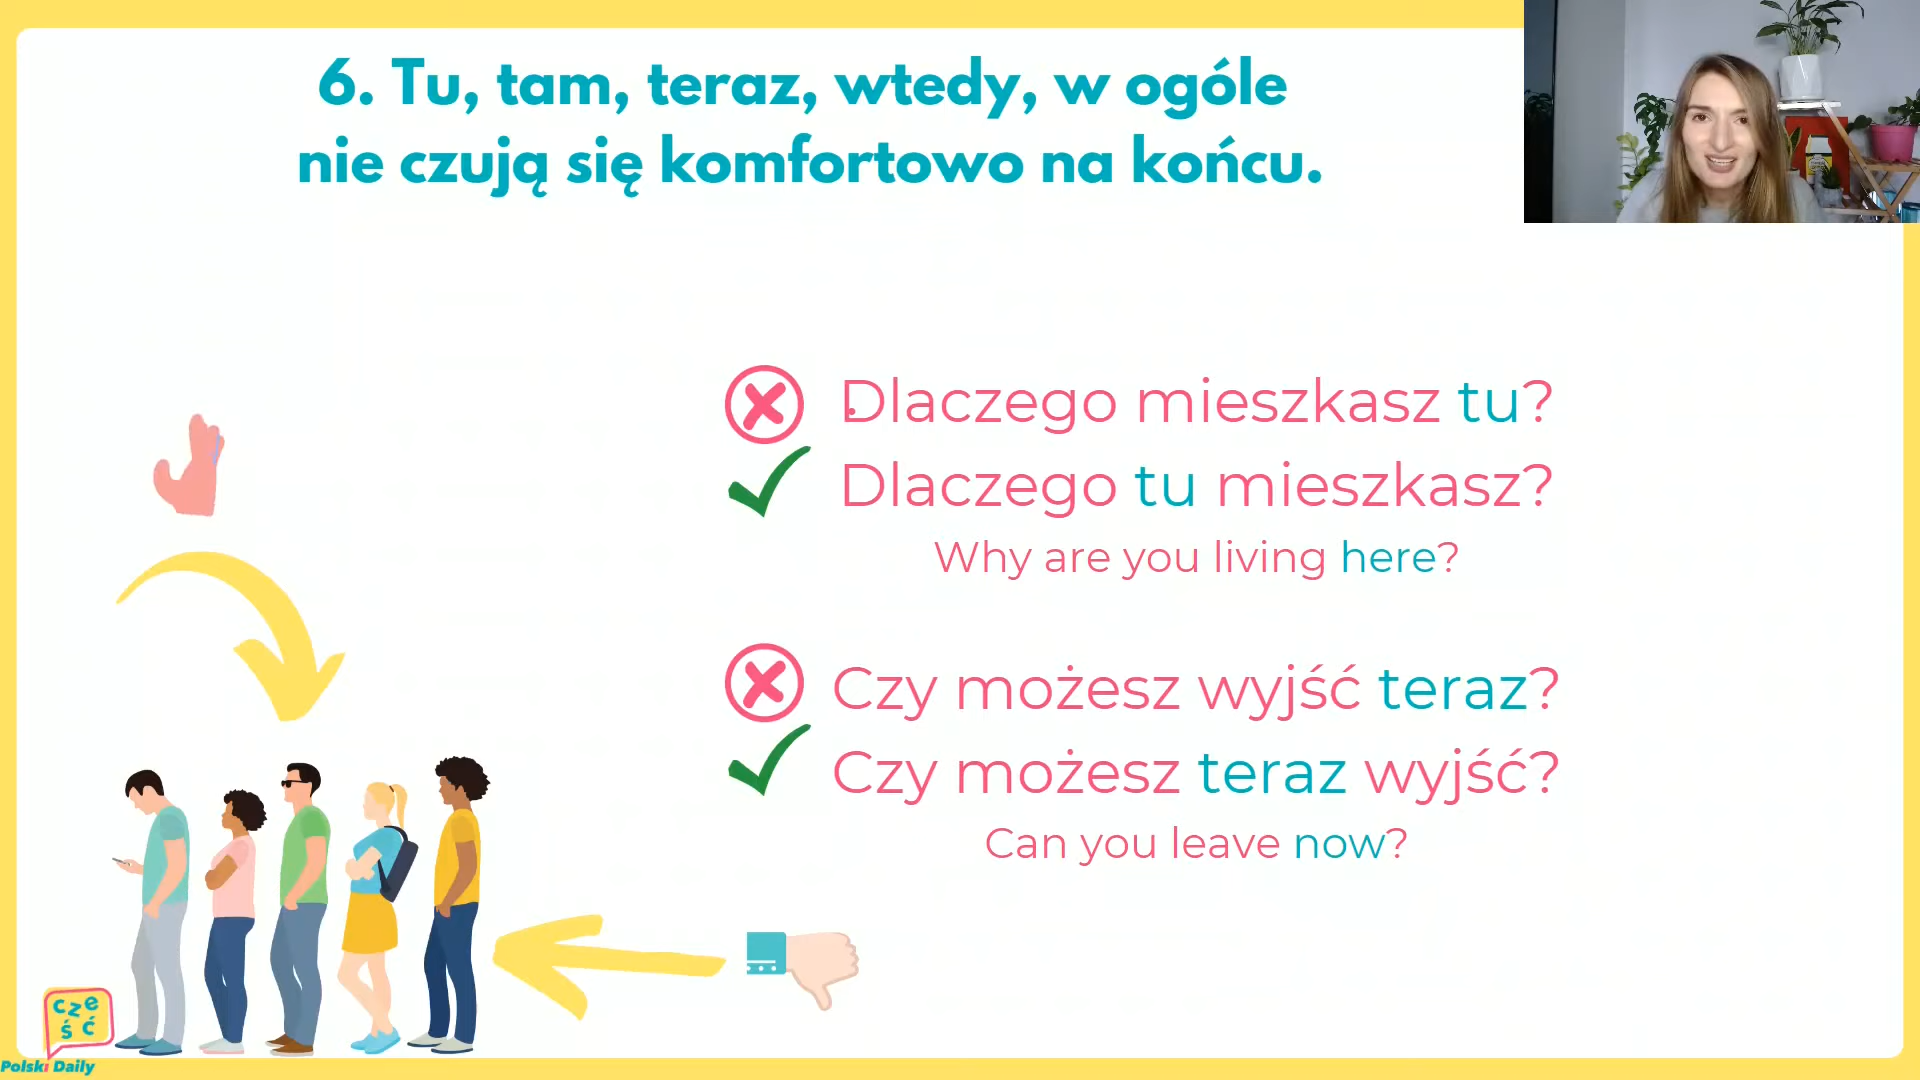 6. Tu, tam, teraz, wtedy, w ogóle
nie czują się komfortowo na końcu.
Dlaczego mieszkasz tu?
Dlaczego tu mieszkasz?
Why are you living here?
Czy możesz wyjść teraz?
Czy możesz teraz wyjść?
Can you leave now?
cze
ść
Polski Daily